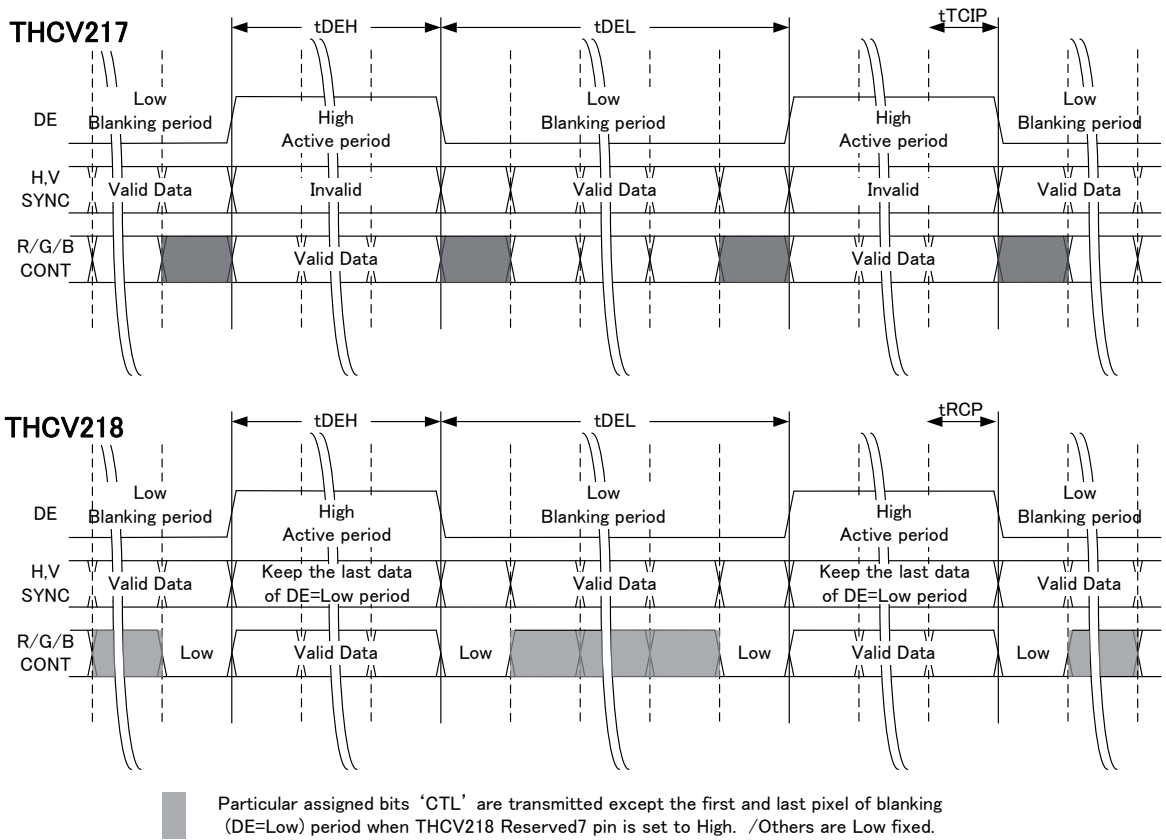 THCV217
tDEH
tDEL
tTCIP
DE
Low
Blanking period
High
Active period
Low
Blanking period
High
Active period
Low
Blanking period
H,V
SYNC
Valid Data
Invalid
Valid Data
Invalid
Valid Data
R/G/B
CONT
Valid Data
Valid Data
THCV218
tDEH
tDEL
tRCP
DE
Low
Blanking period
High
Active period
Low
Blanking period
High
Active period
Low
Blanking period
H,V
SYNC
Valid Data
Keep the last data
of DE=Low period
Valid Data
Keep the last data
of DE=Low period
Valid Data
R/G/B
CONT
Low
Valid Data
Low
Low
Valid Data
Low
Particular assigned bits ‘CTL’ are transmitted except the first and last pixel of blanking
(DE=Low) period when THCV218 Reserved7 pin is set to High. /Others are Low fixed.